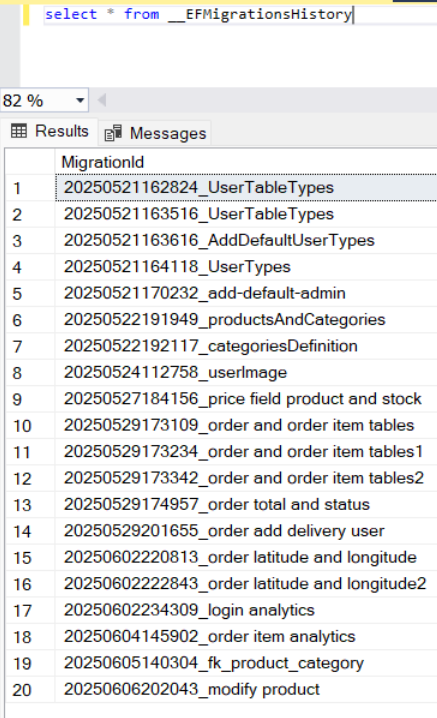 select * from __EFMigrationsHistory
82 %
Results Messages
MigrationId
1 20250521162824_UserTableTypes
2 20250521163516_UserTableTypes
3 20250521163616_AddDefaultUserTypes
4 20250521164118_UserTypes
5 20250521170232_add-default-admin
6 20250522191949_productsAndCategories
7 20250522192117_categoriesDefinition
8 20250524112758_userImage
9 20250527184156_price field product and stock
10 20250529173109_order and order item tables
11 20250529173234_order and order item tables1
12 20250529173342_order and order item tables2
13 20250529174957_order total and status
14 20250529201655_order add delivery user
15 20250602220813_order latitude and longitude
16 20250602222843_order latitude and longitude2
17 20250602234309_login analytics
18 20250604145902_order item analytics
19 20250605140304_fk_product_category
20 20250606202043_modify product